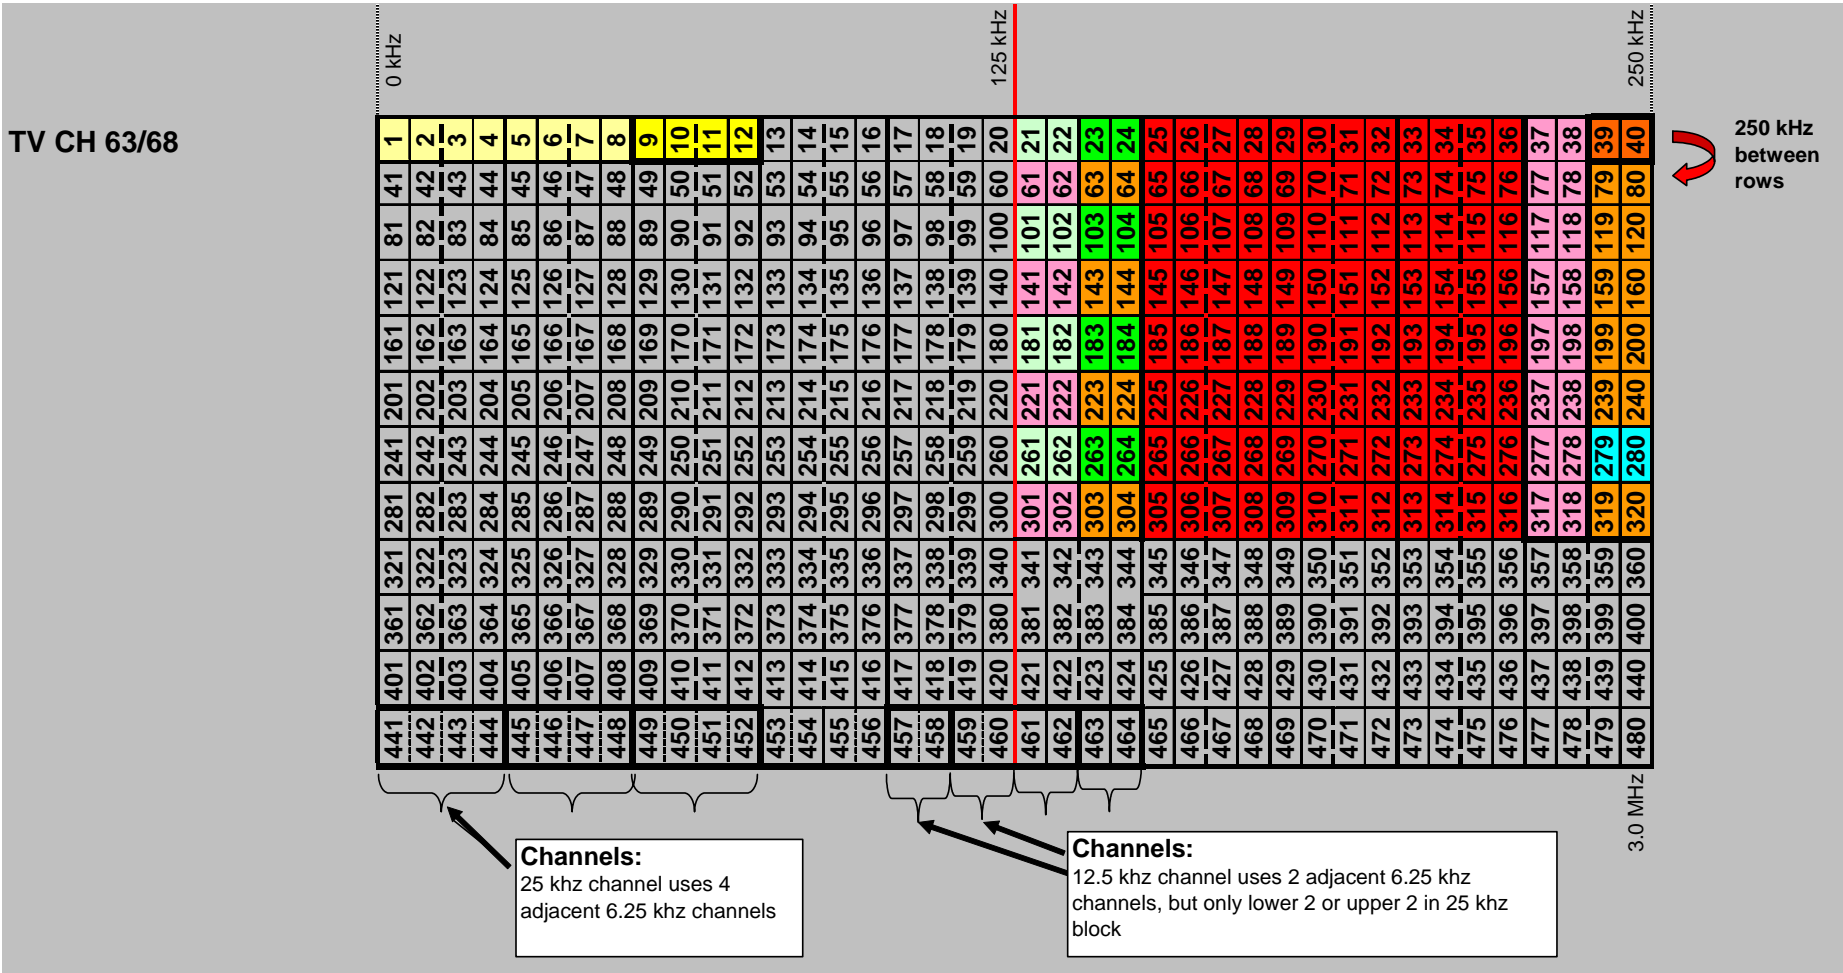 0 kHz 125 kHz 250 kHz
TV CH 63/68
1 2 3 4 5 6 7 8 9 10 11 12 13 14 15 16 17 18 19 20 21 22 23 24 25 26 27 28 29 30 31 32 33 34 35 36 37 38 39 40
41 42 43 44 45 46 47 48 49 50 51 52 53 54 55 56 57 58 59 60 61 62 63 64 65 66 67 68 69 70 71 72 73 74 75 76 77 78 79 80
81 82 83 84 85 86 87 88 89 90 91 92 93 94 95 96 97 98 99 100 101 102 103 104 105 106 107 108 109 110 111 112 113 114 115 116 117 118 119 120
121 122 123 124 125 126 127 128 129 130 131 132 133 134 135 136 137 138 139 140 141 142 143 144 145 146 147 148 149 150 151 152 153 154 155 156 157 158 159 160
161 162 163 164 165 166 167 168 169 170 171 172 173 174 175 176 177 178 179 180 181 182 183 184 185 186 187 188 189 190 191 192 193 194 195 196 197 198 199 200
201 202 203 204 205 206 207 208 209 210 211 212 213 214 215 216 217 218 219 220 221 222 223 224 225 226 227 228 229 230 231 232 233 234 235 236 237 238 239 240
241 242 243 244 245 246 247 248 249 250 251 252 253 254 255 256 257 258 259 260 261 262 263 264 265 266 267 268 269 270 271 272 273 274 275 276 277 278 279 280
281 282 283 284 285 286 287 288 289 290 291 292 293 294 295 296 297 298 299 300 301 302 303 304 305 306 307 308 309 310 311 312 313 314 315 316 317 318 319 320
321 322 323 324 325 326 327 328 329 330 331 332 333 334 335 336 337 338 339 340 341 342 343 344 345 346 347 348 349 350 351 352 353 354 355 356 357 358 359 360
361 362 363 364 365 366 367 368 369 370 371 372 373 374 375 376 377 378 379 380 381 382 383 384 385 386 387 388 389 390 391 392 393 394 395 396 397 398 399 400
401 402 403 404 405 406 407 408 409 410 411 412 413 414 415 416 417 418 419 420 421 422 423 424 425 426 427 428 429 430 431 432 433 434 435 436 437 438 439 440
441 442 443 444 445 446 447 448 449 450 451 452 453 454 455 456 457 458 459 460 461 462 463 464 465 466 467 468 469 470 471 472 473 474 475 476 477 478 479 480
250 kHz
between
rows
3.0 MHz
Channels:
25 khz channel uses 4
adjacent 6.25 khz channels
Channels:
12.5 khz channel uses 2 adjacent 6.25 khz
channels, but only lower 2 or upper 2 in 25 khz
block